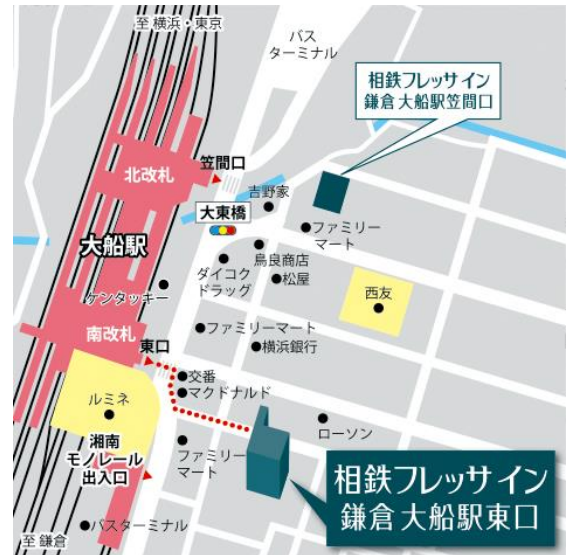 至 横浜・東京
バス
ターミナル
相鉄フレッサイン
鎌倉 大船駅笠間口
笠間口
北改札
吉野家
大東橋
ファミリー
マート
大船駅
鳥良商店
ダイコク
ドラッグ
松屋
ケンタッキー
西友
南改札
ファミリーマート
横浜銀行
東口
交番
マクドナルド
ルミネ
ローソン
湘南
モノレール
出入口
ファミリー
マート
相鉄フレッサイン
鎌倉 大船駅東口
バスターミナル
至 鎌倉